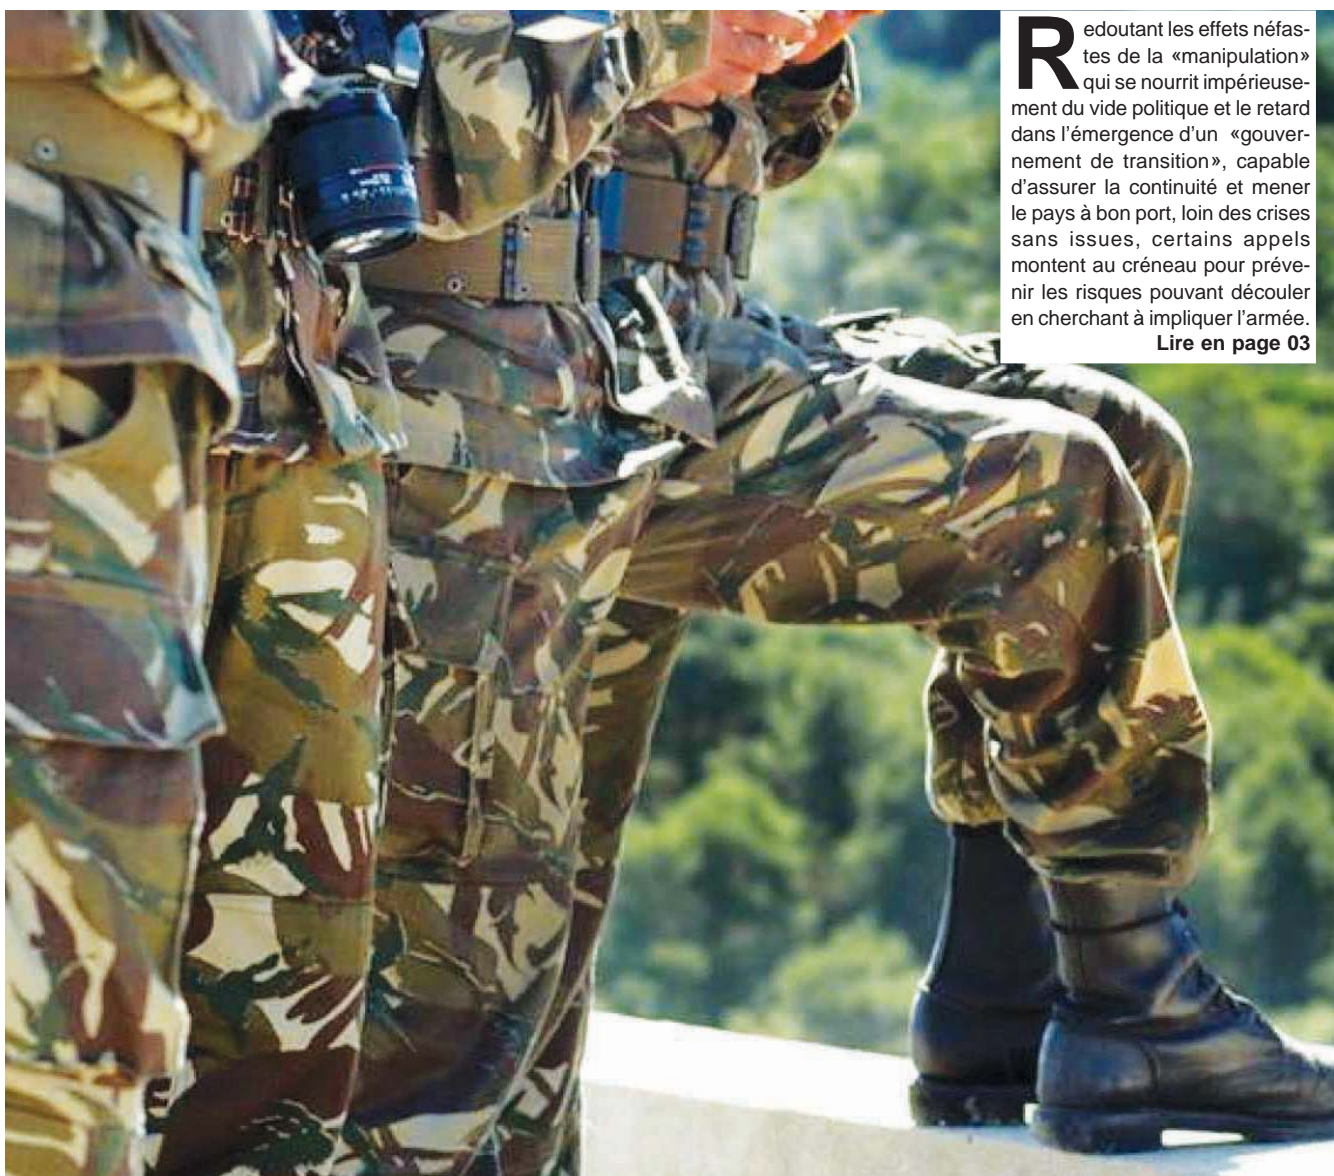 Redoutant les effets néfas-
tes de la «manipulation»
qui se nourrit impérieuse-
ment du vide politique et le retard
dans l'émergence d'un «gouver-
nement de transition», capable
d'assurer la continuité et mener
le pays à bon port, loin des crises
sans issues, certains appels
montent au créneau pour préve-
nir les risques pouvant découler
en cherchant à impliquer l'armée.
Lire en page 03